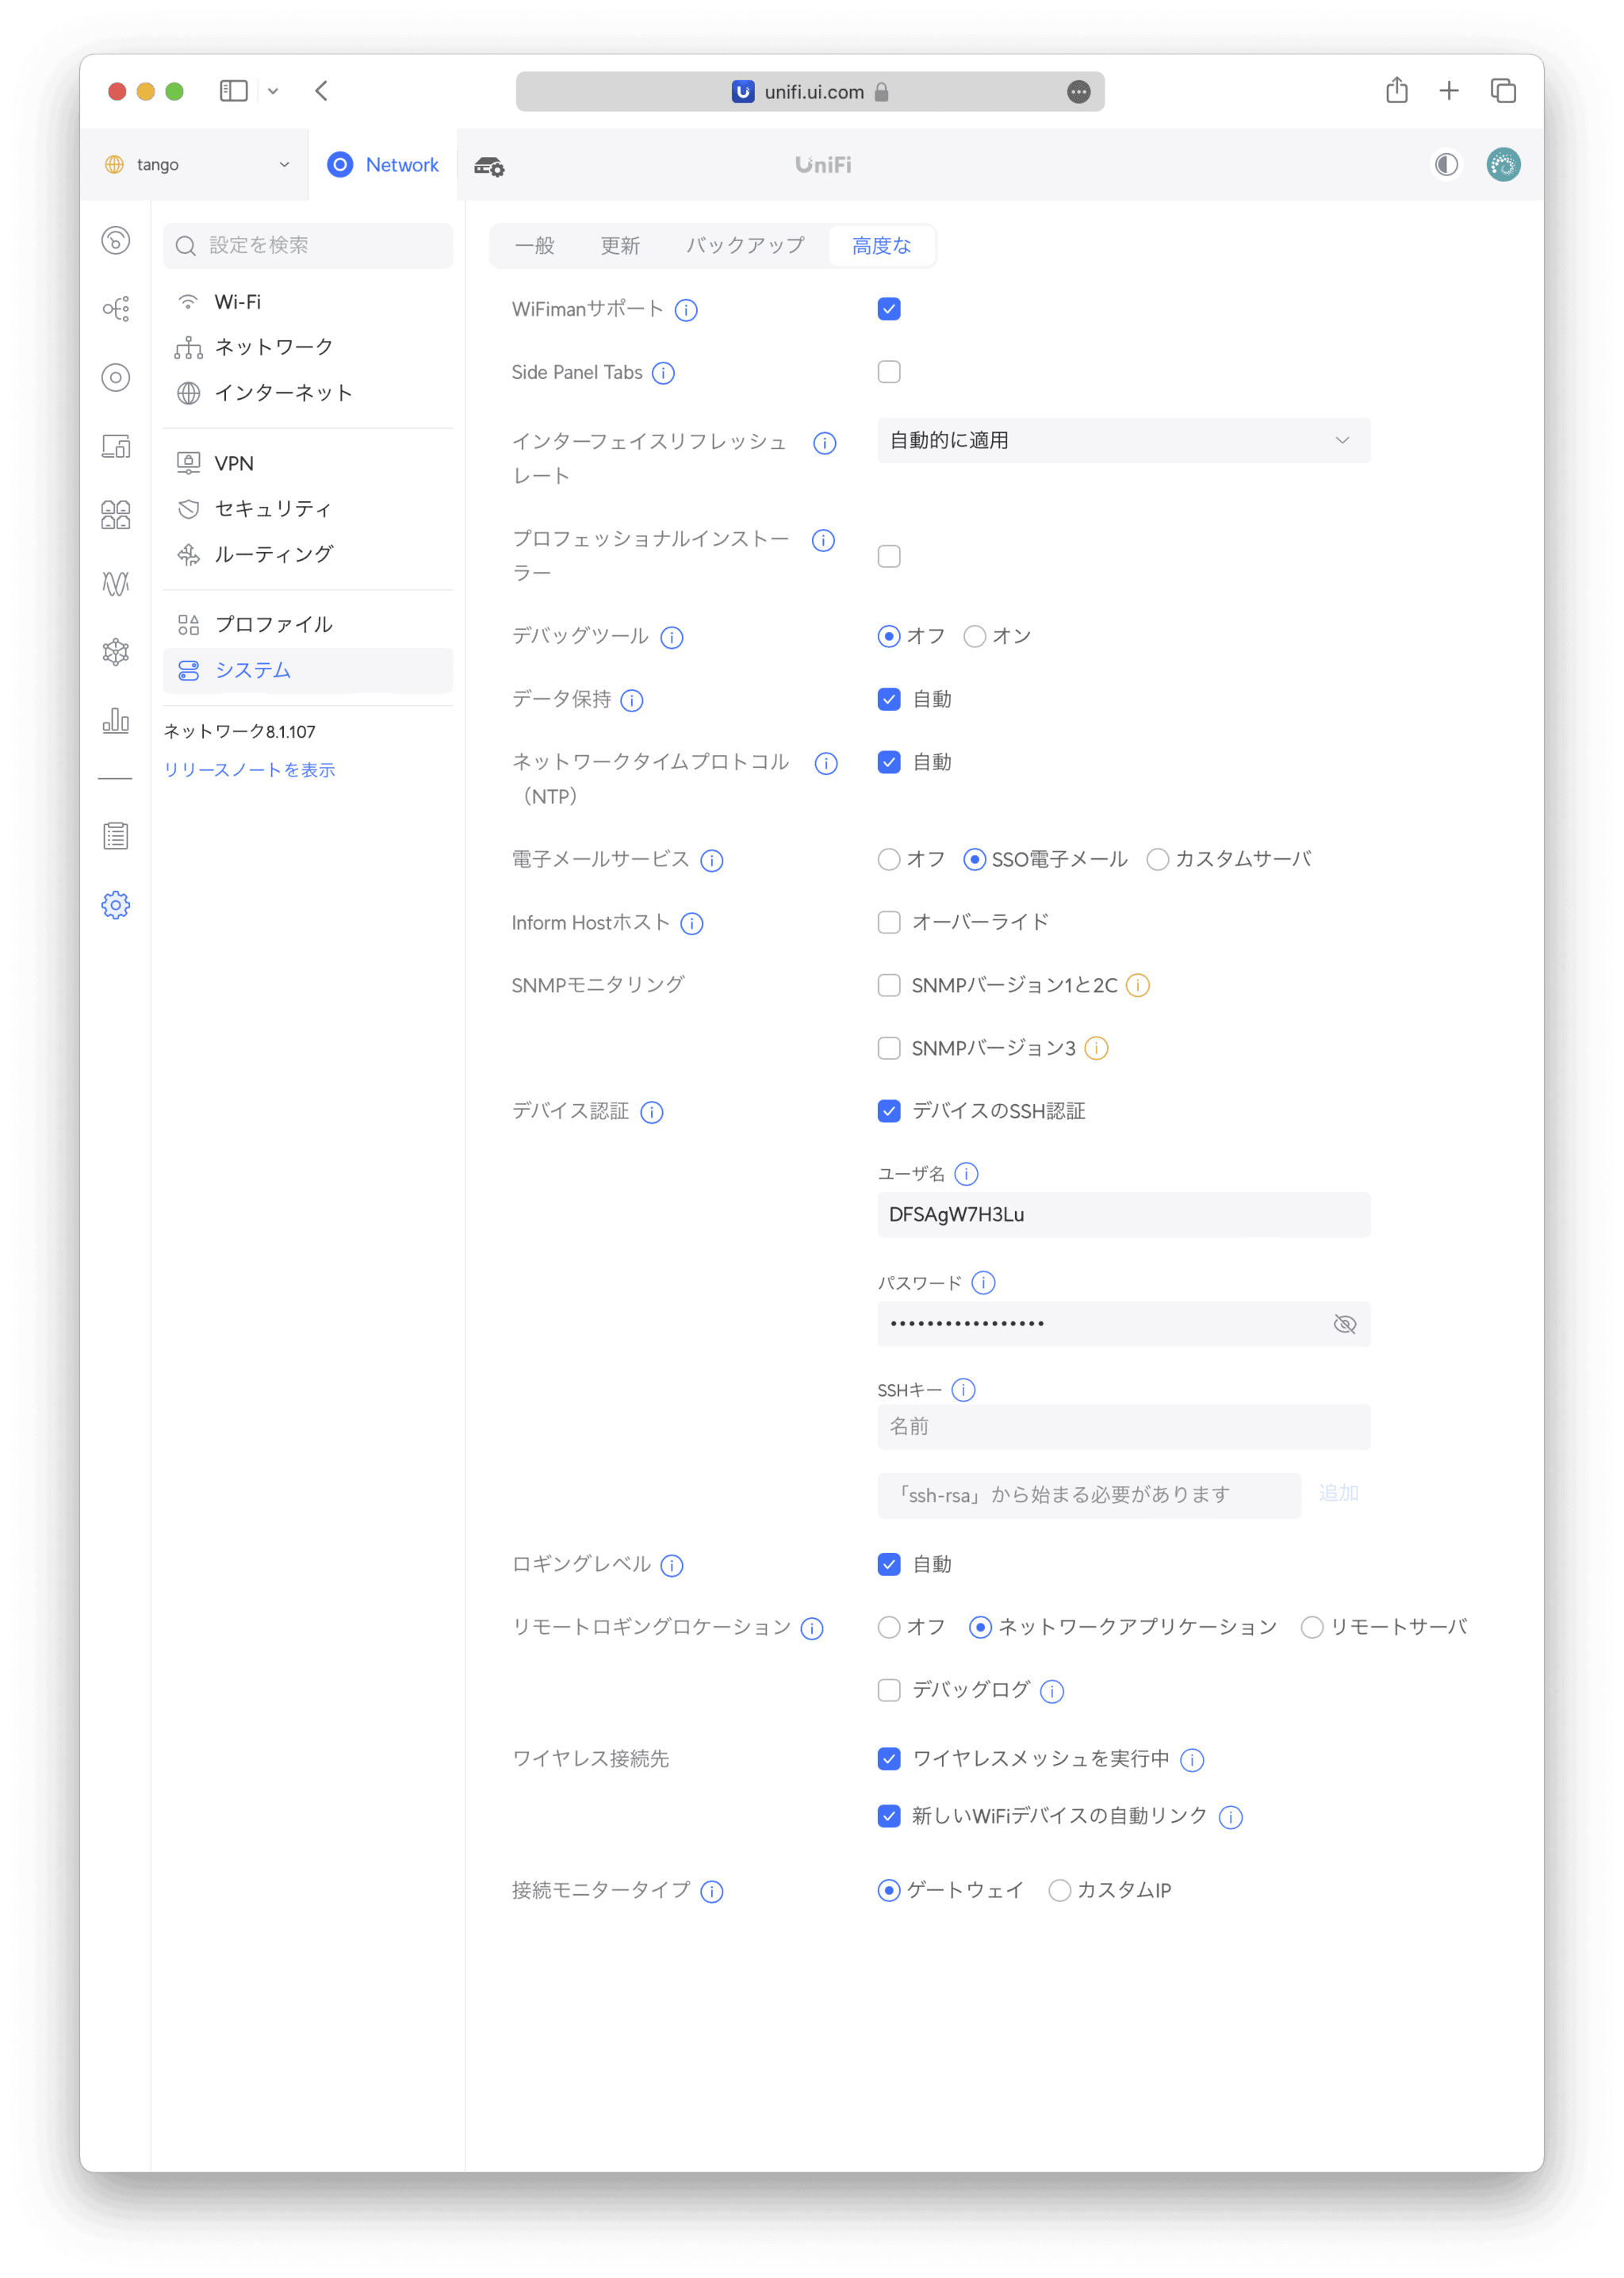 unifi.ui.com
tango
Network
UniFi
設定を検索
Wi-Fi
ネットワーク
インターネット
VPN
セキュリティ
ルーティング
プロファイル
システム
ネットワーク8.1.107
リリースノートを表示
一般 更新 バックアップ 高度な
WiFimanサポート
Side Panel Tabs
インターフェイスリフレッシュ
レート
自動的に適用
プロフェッショナルインストー
ラー
デバッグツール
オフ オン
データ保持
自動
ネットワークタイムプロトコル
（NTP）
自動
電子メールサービス
オフ SSO電子メール カスタムサーバ
Inform Hostホスト
オーバーライド
SNMPモニタリング
SNMPバージョン1と2C
SNMPバージョン3
デバイス認証
デバイスのSSH認証
ユーザ名
DFSAgW7H3Lu
パスワード
•••••••••••••••••
SSHキー
名前
「ssh-rsa」から始まる必要があります
追加
ロギングレベル
自動
リモートロギングロケーション
オフ ネットワークアプリケーション リモートサーバ
デバッグログ
ワイヤレス接続先
ワイヤレスメッシュを実行中
新しいWiFiデバイスの自動リンク
接続モニタータイプ
ゲートウェイ カスタムIP